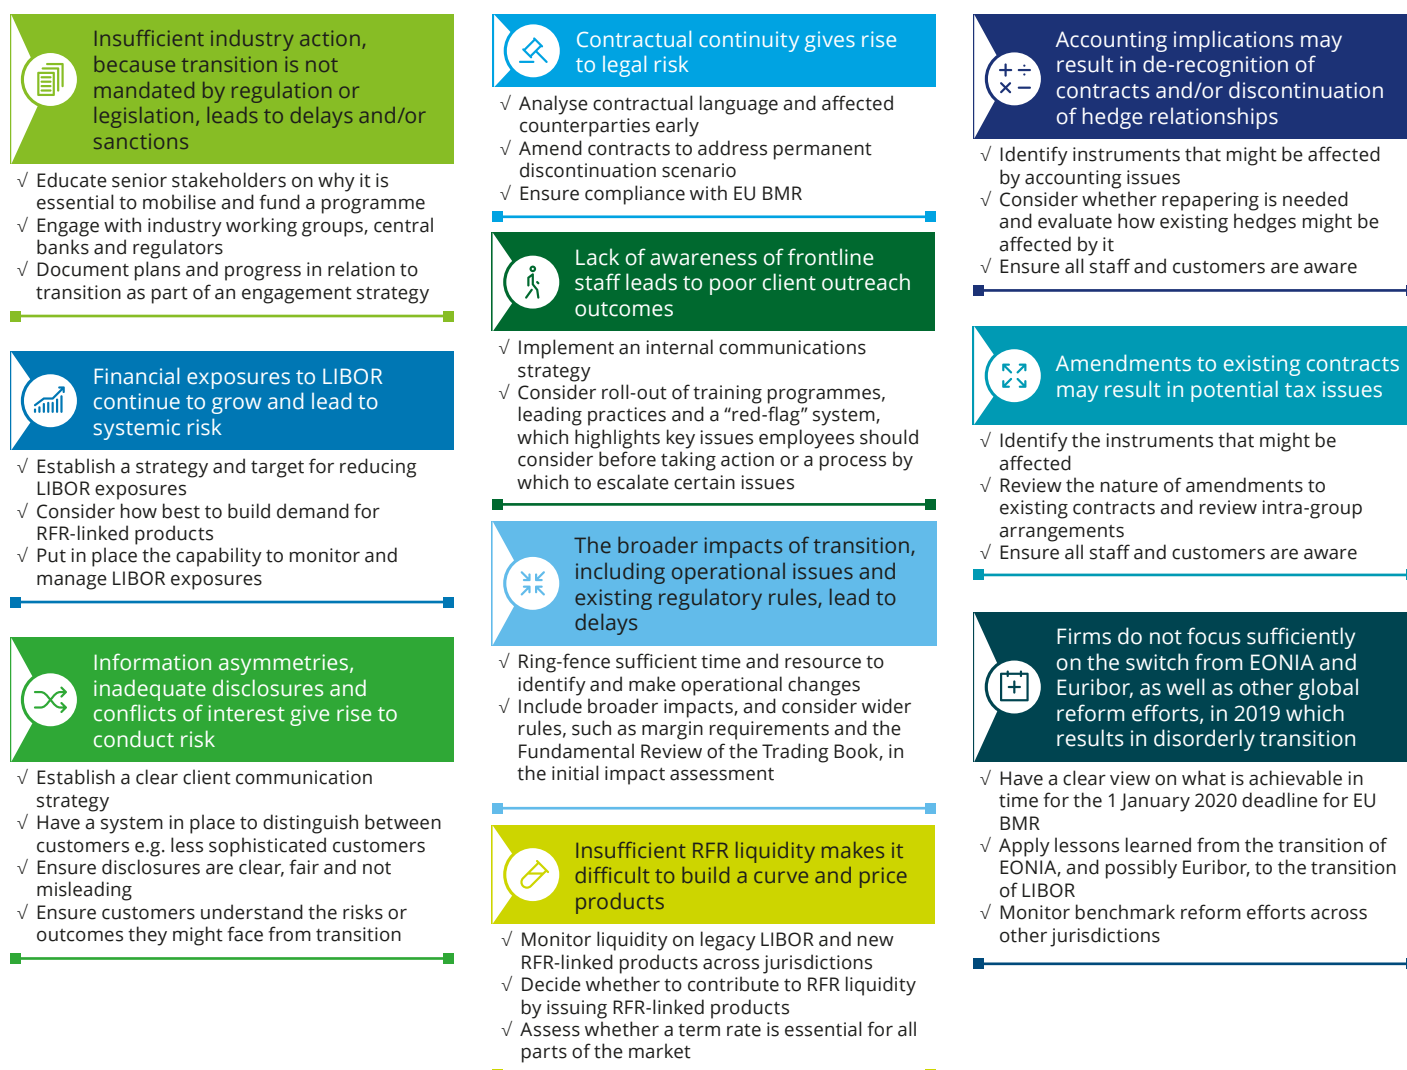 Insufficient industry action,
because transition is not
mandated by regulation or
legislation, leads to delays and/or
sanctions
√ Educate senior stakeholders on why it is
essential to mobilise and fund a programme
√ Engage with industry working groups, central
banks and regulators
√ Document plans and progress in relation to
transition as part of an engagement strategy
Financial exposures to LIBOR
continue to grow and lead to
systemic risk
√ Establish a strategy and target for reducing
LIBOR exposures
√ Consider how best to build demand for
RFR-linked products
√ Put in place the capability to monitor and
manage LIBOR exposures
Information asymmetries,
inadequate disclosures and
conflicts of interest give rise to
conduct risk
√ Establish a clear client communication
strategy
√ Have a system in place to distinguish between
customers e.g. less sophisticated customers
√ Ensure disclosures are clear, fair and not
misleading
√ Ensure customers understand the risks or
outcomes they might face from transition
Contractual continuity gives rise
to legal risk
√ Analyse contractual language and affected
counterparties early
√ Amend contracts to address permanent
discontinuation scenario
√ Ensure compliance with EU BMR
Lack of awareness of frontline
staff leads to poor client outreach
outcomes
√ Implement an internal communications
strategy
√ Consider roll-out of training programmes,
leading practices and a “red-flag” system,
which highlights key issues employees should
consider before taking action or a process by
which to escalate certain issues
The broader impacts of transition,
including operational issues and
existing regulatory rules, lead to
delays
√ Ring-fence sufficient time and resource to
identify and make operational changes
√ Include broader impacts, and consider wider
rules, such as margin requirements and the
Fundamental Review of the Trading Book, in
the initial impact assessment
Insufficient RFR liquidity makes it
difficult to build a curve and price
products
√ Monitor liquidity on legacy LIBOR and new
RFR-linked products across jurisdictions
√ Decide whether to contribute to RFR liquidity
by issuing RFR-linked products
√ Assess whether a term rate is essential for all
parts of the market
Accounting implications may
result in de-recognition of
contracts and/or discontinuation
of hedge relationships
√ Identify instruments that might be affected
by accounting issues
√ Consider whether repapering is needed
and evaluate how existing hedges might be
affected by it
√ Ensure all staff and customers are aware
Amendments to existing contracts
may result in potential tax issues
√ Identify the instruments that might be
affected
√ Review the nature of amendments to
existing contracts and review intra-group
arrangements
√ Ensure all staff and customers are aware
Firms do not focus sufficiently
on the switch from EONIA and
Euribor, as well as other global
reform efforts, in 2019 which
results in disorderly transition
√ Have a clear view on what is achievable in
time for the 1 January 2020 deadline for EU
BMR
√ Apply lessons learned from the transition of
EONIA, and possibly Euribor, to the transition
of LIBOR
√ Monitor benchmark reform efforts across
other jurisdictions